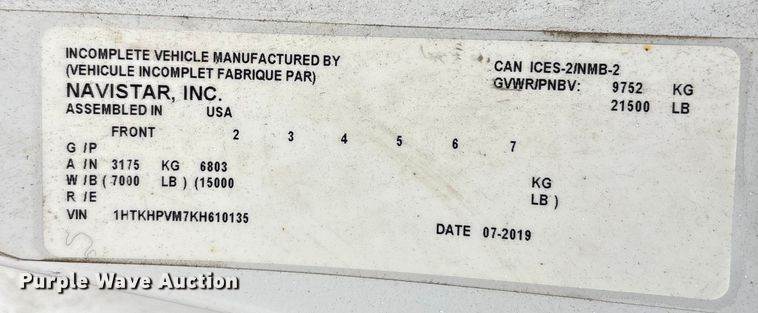 INCOMPLETE VEHICLE MANUFACTURED BY
(VEHICULE INCOMPLET FABRIQUE PAR)
NAVISTAR, INC.
ASSEMBLED IN USA
CAN ICES-2/NMB-2
GVWR/PNBV: 9752 KG
21500 LB
FRONT 2 3 4 5 6 7
G /P
A /N 3175 KG 6803 KG
W /B ( 7000 LB ) (15000 LB )
R /E
VIN 1HTKHPVM7KH610135
DATE 07-2019
Purple Wave Auction